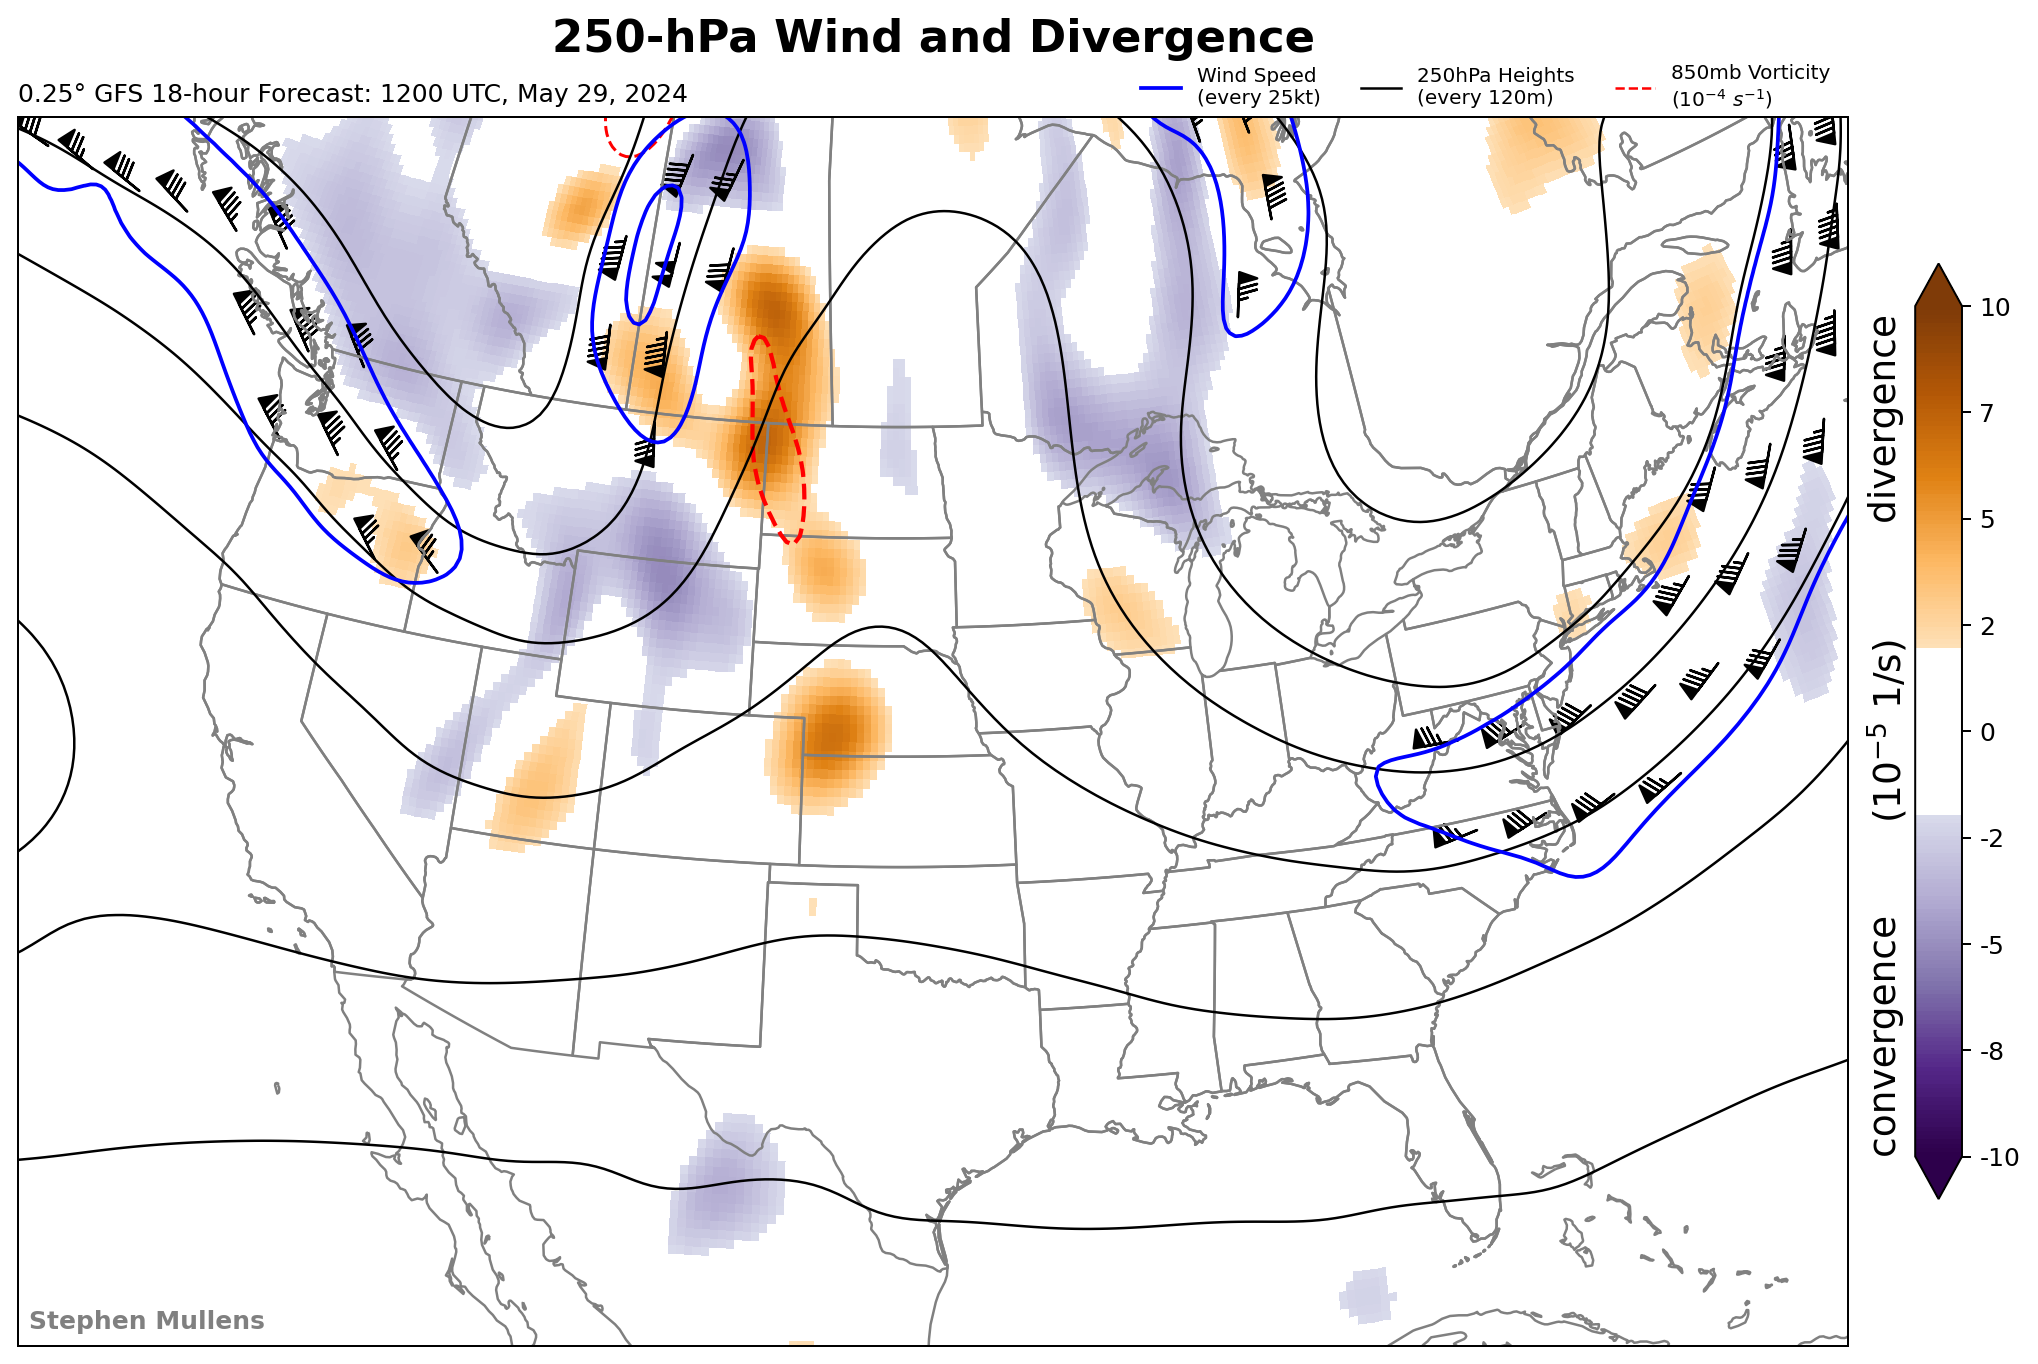 250-hPa Wind and Divergence
0.25° GFS 18-hour Forecast: 1200 UTC, May 29, 2024
Wind Speed
(every 25kt)
250hPa Heights
(every 120m)
850mb Vorticity
(10⁻⁴ s⁻¹)
10
7
5
2
0
-2
-5
-8
-10
convergence (10⁻⁵ 1/s) divergence
Stephen Mullens